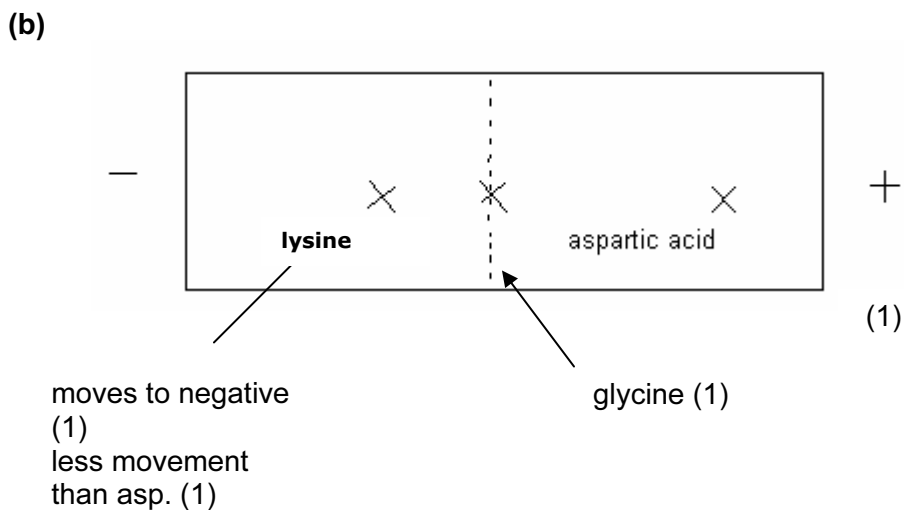 (b)
− +
lysine aspartic acid
(1)
moves to negative
(1)
less movement
than asp. (1)
glycine (1)